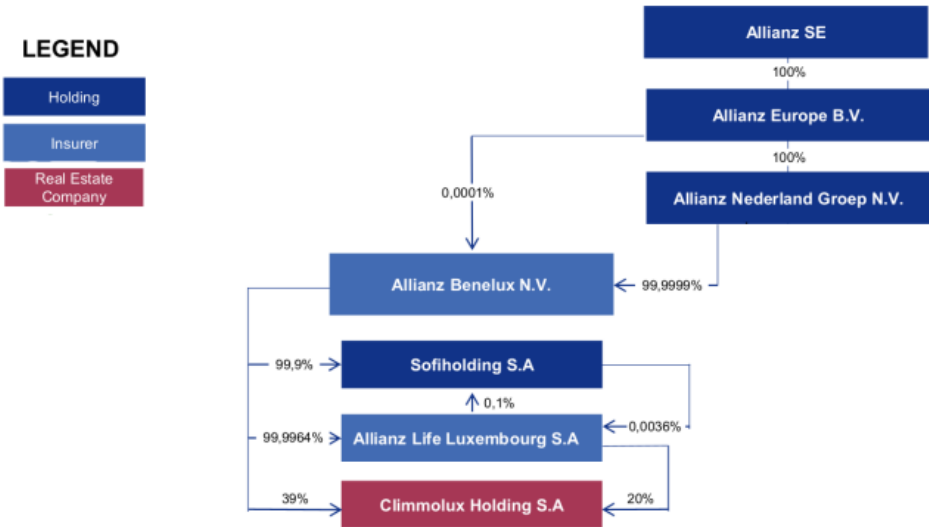 LEGEND
Holding
Insurer
Real Estate
Company
Allianz SE
100%
Allianz Europe B.V.
100%
Allianz Nederland Groep N.V.
0,0001%
Allianz Benelux N.V.
99,9999%
99,9%
Sofiholding S.A
0,1%
99,9964%
Allianz Life Luxembourg S.A
0,0036%
39%
Climmolux Holding S.A
20%